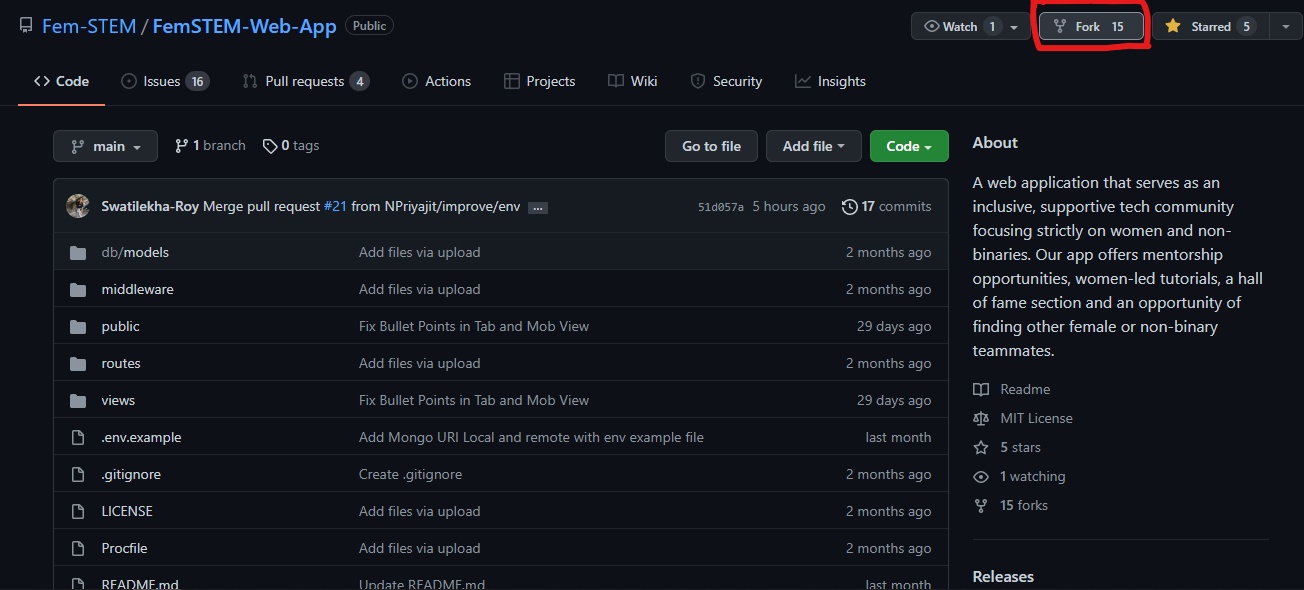 Fem-STEM / FemSTEM-Web-App Public
Watch 1 Fork 15 Starred 5
Code Issues 16 Pull requests 4 Actions Projects Wiki Security Insights
main 1 branch 0 tags Go to file Add file Code
Swatilekha-Roy Merge pull request #21 from NPriyajit/improve/env ... 51d057a 5 hours ago 17 commits
db/models Add files via upload 2 months ago
middleware Add files via upload 2 months ago
public Fix Bullet Points in Tab and Mob View 29 days ago
routes Add files via upload 2 months ago
views Fix Bullet Points in Tab and Mob View 29 days ago
.env.example Add Mongo URI Local and remote with env example file last month
.gitignore Create .gitignore 2 months ago
LICENSE Add files via upload 2 months ago
Procfile Add files via upload 2 months ago
README.md Update README.md last month
About
A web application that serves as an
inclusive, supportive tech community
focusing strictly on women and non-
binaries. Our app offers mentorship
opportunities, women-led tutorials, a hall
of fame section and an opportunity of
finding other female or non-binary
teammates.
Readme
MIT License
5 stars
1 watching
15 forks
Releases